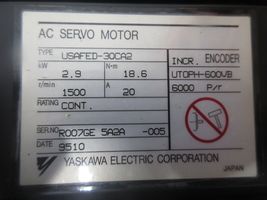 AC SERVO MOTOR
TYPE USAFED-30CA2 INCR. ENCODER
kW N·m
2.9 18.6 UTOPH-600VB
r/min A
1500 20 6000 P/r
RATING CONT.
SER.NO R007GE 5A2A -005
DATE 9510
YASKAWA ELECTRIC CORPORATION
JAPAN